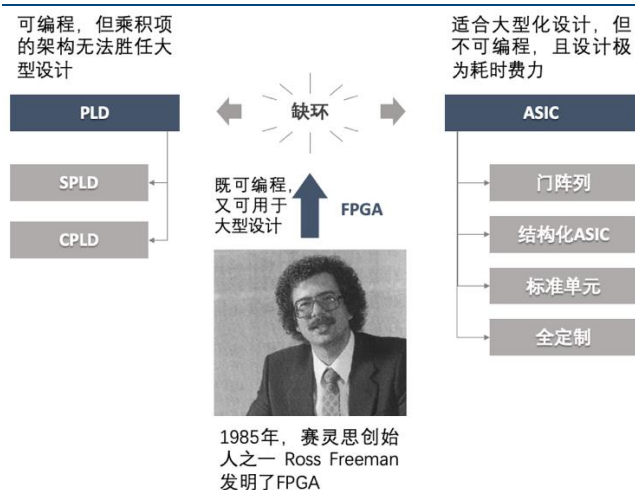 可编程，但乘积项
的架构无法胜任大
型设计
PLD
SPLD
CPLD
缺环
既可编程，
又可用于
大型设计
FPGA
适合大型化设计，但
不可编程，且设计极
为耗时费力
ASIC
门阵列
结构化ASIC
标准单元
全定制
1985年，赛灵思创始
人之一 Ross Freeman
发明了FPGA